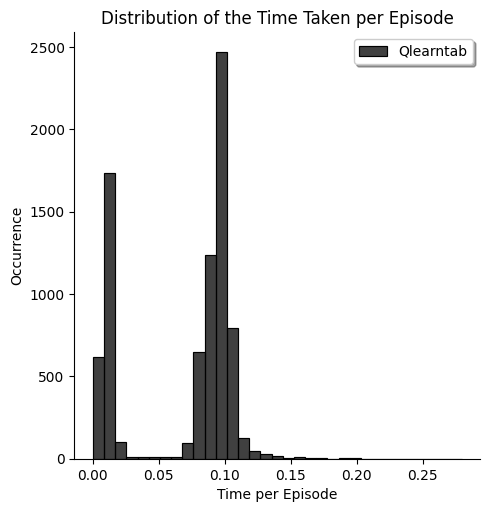 Distribution of the Time Taken per Episode
Qlearntab
2500
2000
1500
1000
500
0
Occurrence
0.00 0.05 0.10 0.15 0.20 0.25
Time per Episode